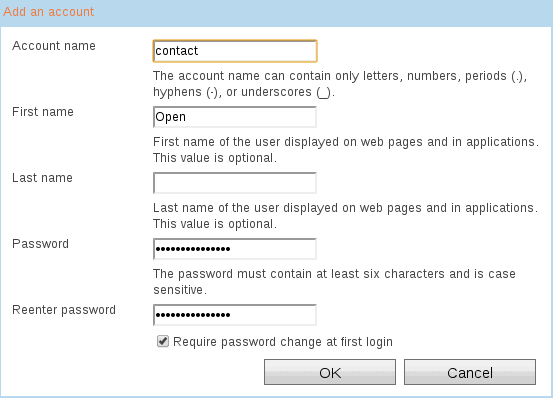 Add an account
Account name
contact
The account name can contain only letters, numbers, periods (.),
hyphens (-), or underscores (_).
First name
Open
First name of the user displayed on web pages and in applications.
This value is optional.
Last name
Last name of the user displayed on web pages and in applications.
This value is optional.
Password
•••••••••••••••
The password must contain at least six characters and is case
sensitive.
Reenter password
•••••••••••••••
Require password change at first login
OK Cancel